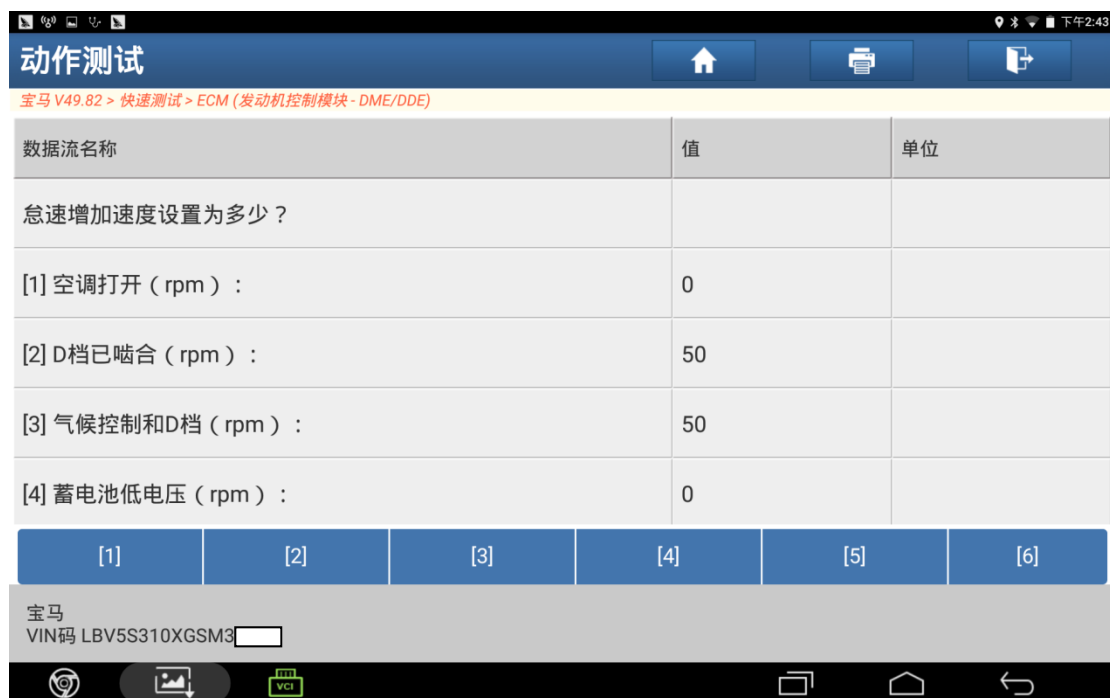 下午2:43
动作测试
宝马 V49.82 > 快速测试 > ECM (发动机控制模块 - DME/DDE)
数据流名称 值 单位
怠速增加速度设置为多少？
[1] 空调打开（rpm）： 0
[2] D档已啮合（rpm）： 50
[3] 气候控制和D档（rpm）： 50
[4] 蓄电池低电压（rpm）： 0
[1] [2] [3] [4] [5] [6]
宝马
VIN码 LBV5S310XGSM3
VCI